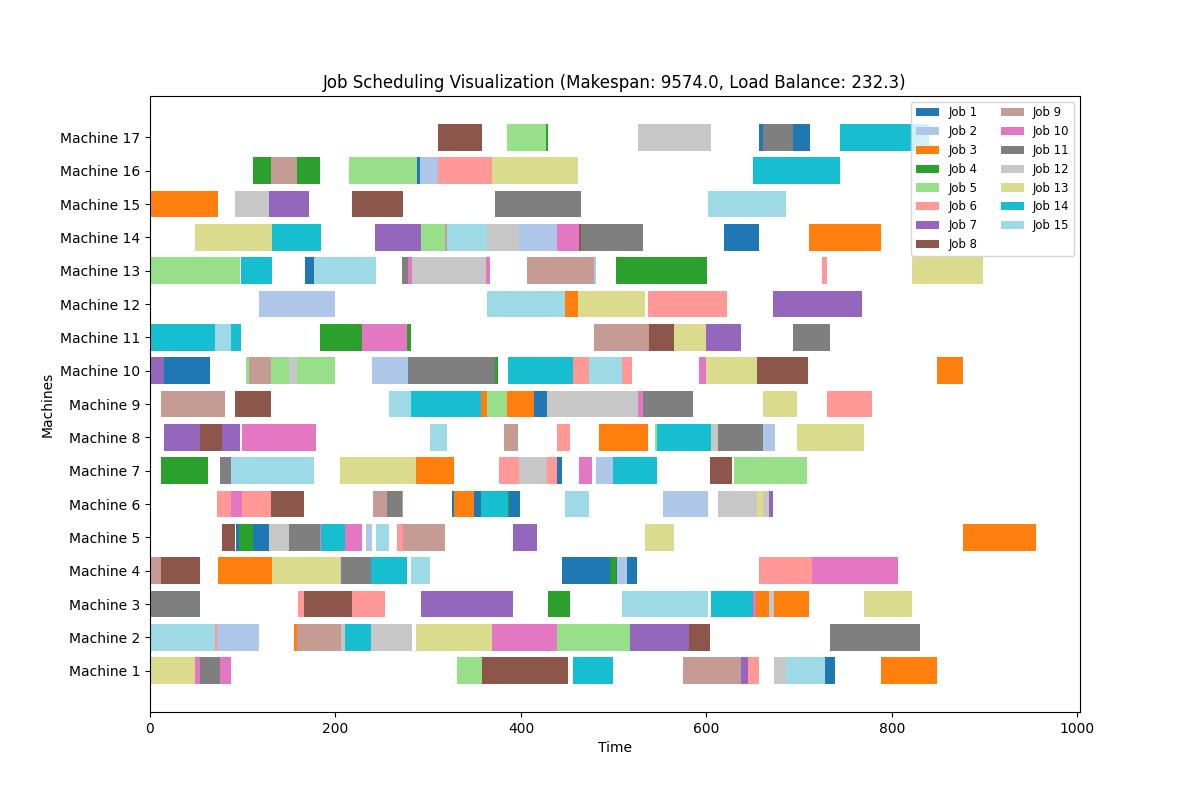 Job Scheduling Visualization (Makespan: 9574.0, Load Balance: 232.3)
Machines
Machine 17
Machine 16
Machine 15
Machine 14
Machine 13
Machine 12
Machine 11
Machine 10
Machine 9
Machine 8
Machine 7
Machine 6
Machine 5
Machine 4
Machine 3
Machine 2
Machine 1
Job 1
Job 2
Job 3
Job 4
Job 5
Job 6
Job 7
Job 8
Job 9
Job 10
Job 11
Job 12
Job 13
Job 14
Job 15
0 200 400 600 800 1000
Time